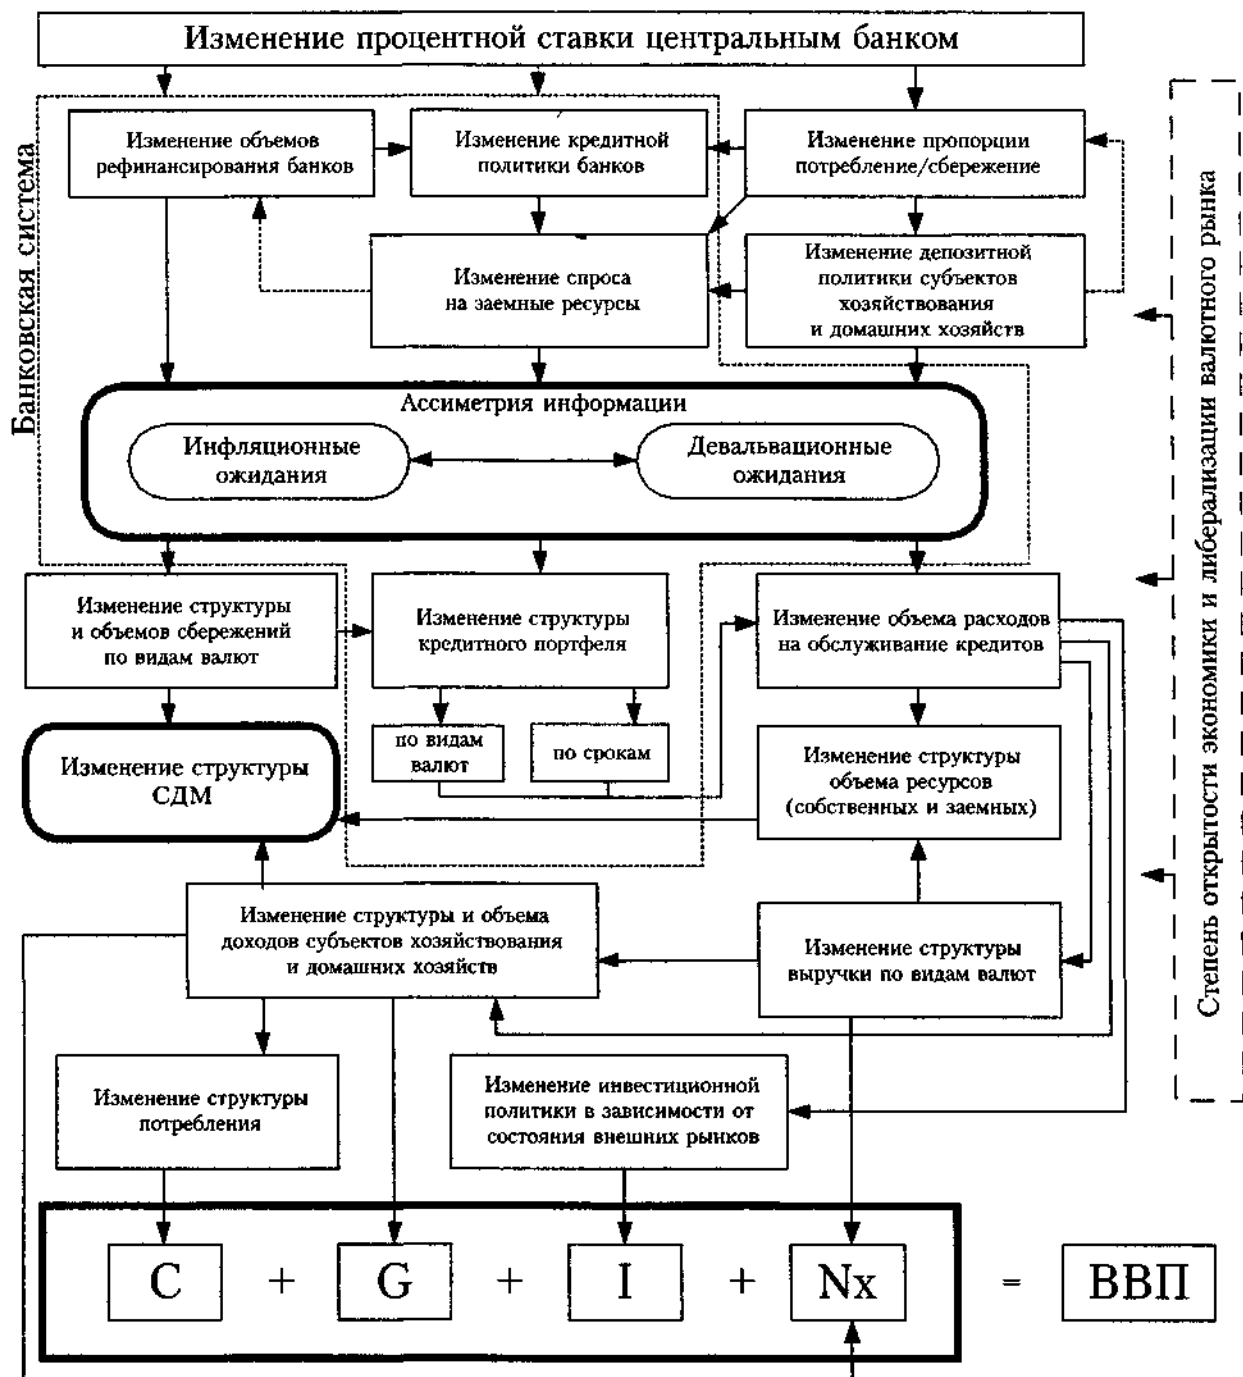 Изменение процентной ставки центральным банком
Банковская система
Изменение объемов
рефинансирования банков
Изменение кредитной
политики банков
Изменение пропорции
потребление/сбережение
Изменение спроса
на заемные ресурсы
Изменение депозитной
политики субъектов
хозяйствования
и домашних хозяйств
Ассиметрия информации
Инфляционные
ожидания
Девальвационные
ожидания
Изменение структуры
и объемов сбережений
по видам валют
Изменение структуры
кредитного портфеля
Изменение объема расходов
на обслуживание кредитов
по видам
валют
по срокам
Изменение структуры
СДМ
Изменение структуры
объема ресурсов
(собственных и заемных)
Изменение структуры и объема
доходов субъектов хозяйствования
и домашних хозяйств
Изменение структуры
выручки по видам валют
Изменение структуры
потребления
Изменение инвестиционной
политики в зависимости от
состояния внешних рынков
C + G + I + Nx = ВВП
Степень открытости экономики и либерализации валютного рынка